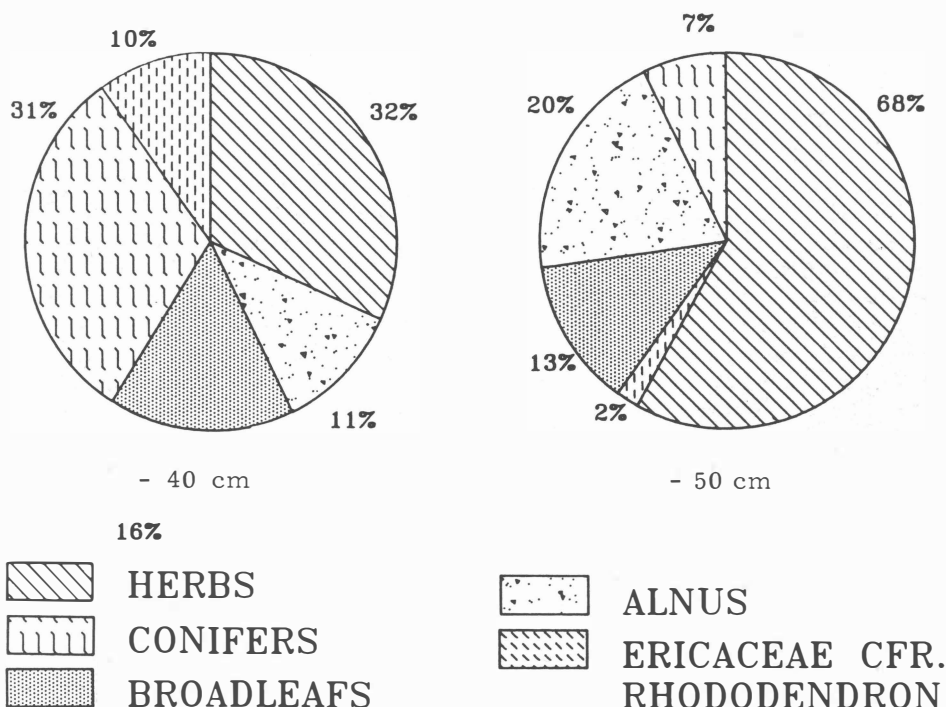 10%
7%
31%
32%
20%
68%
11%
13%
2%
- 40 cm
- 50 cm
16%
HERBS
CONIFERS
BROADLEAFS
ALNUS
ERICACEAE CFR.
RHODODENDRON